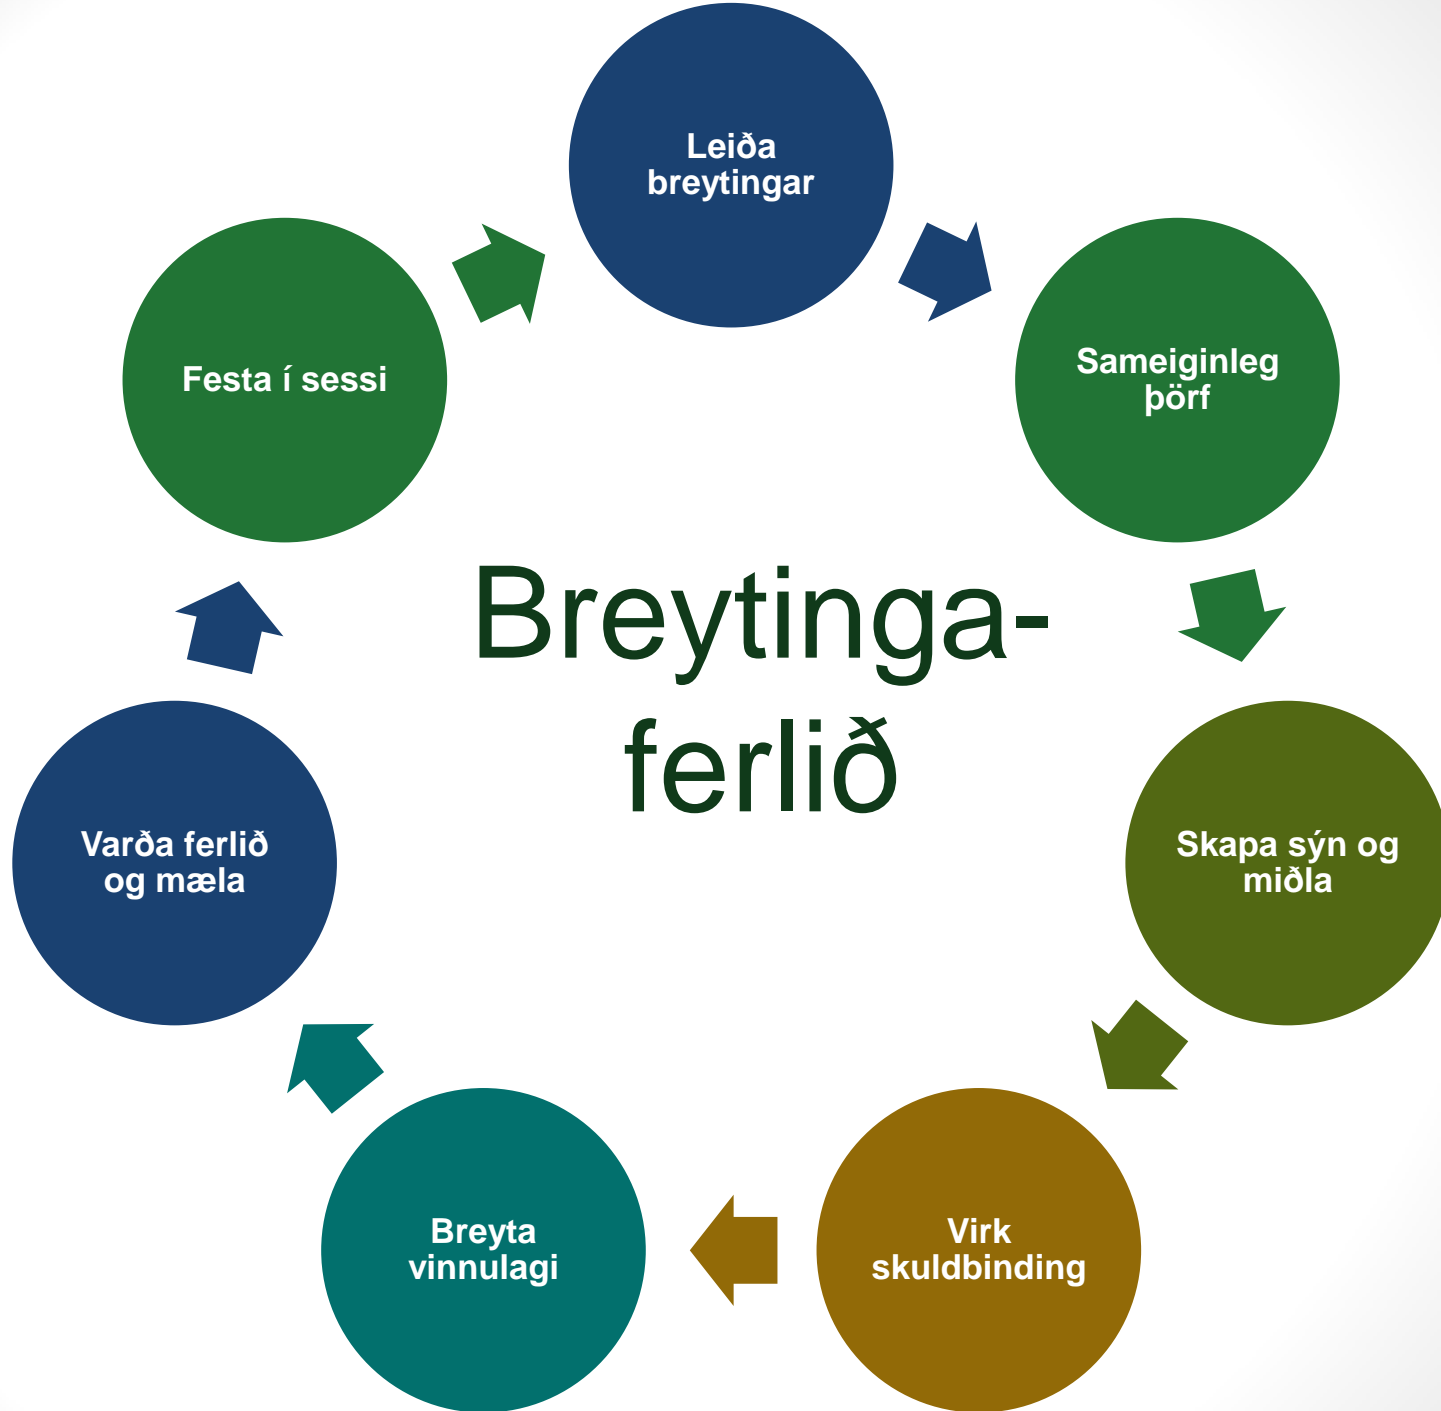 Leiða
breytingar
Sameiginleg
þörf
Skapa sýn og
miðla
Virk
skuldbinding
Breyta
vinnulagi
Varða ferlið
og mæla
Festa í sessi
Breytinga-
ferlið